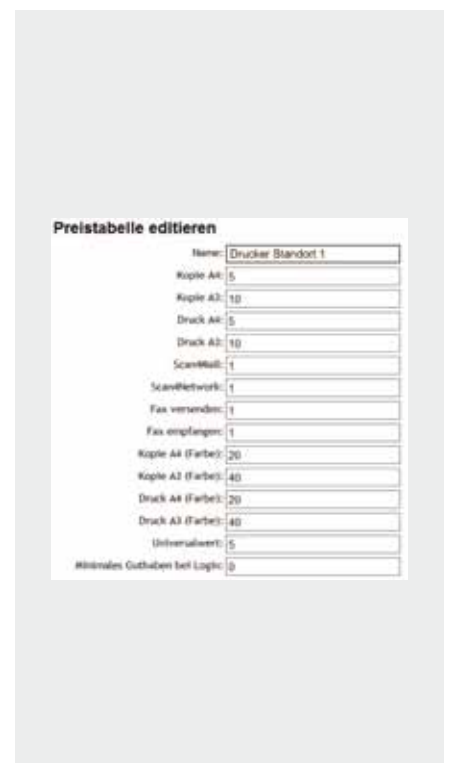 Preistabelle editieren
Name: Drucker Standort 1
Kopie A4: 5
Kopie A3: 10
Druck A4: 5
Druck A3: 10
Scan4Mail: 1
Scan4Network: 1
Fax versenden: 1
Fax empfangen: 1
Kopie A4 (Farbe): 20
Kopie A3 (Farbe): 40
Druck A4 (Farbe): 20
Druck A3 (Farbe): 40
Universalwert: 5
Minimales Guthaben bei Login: 0